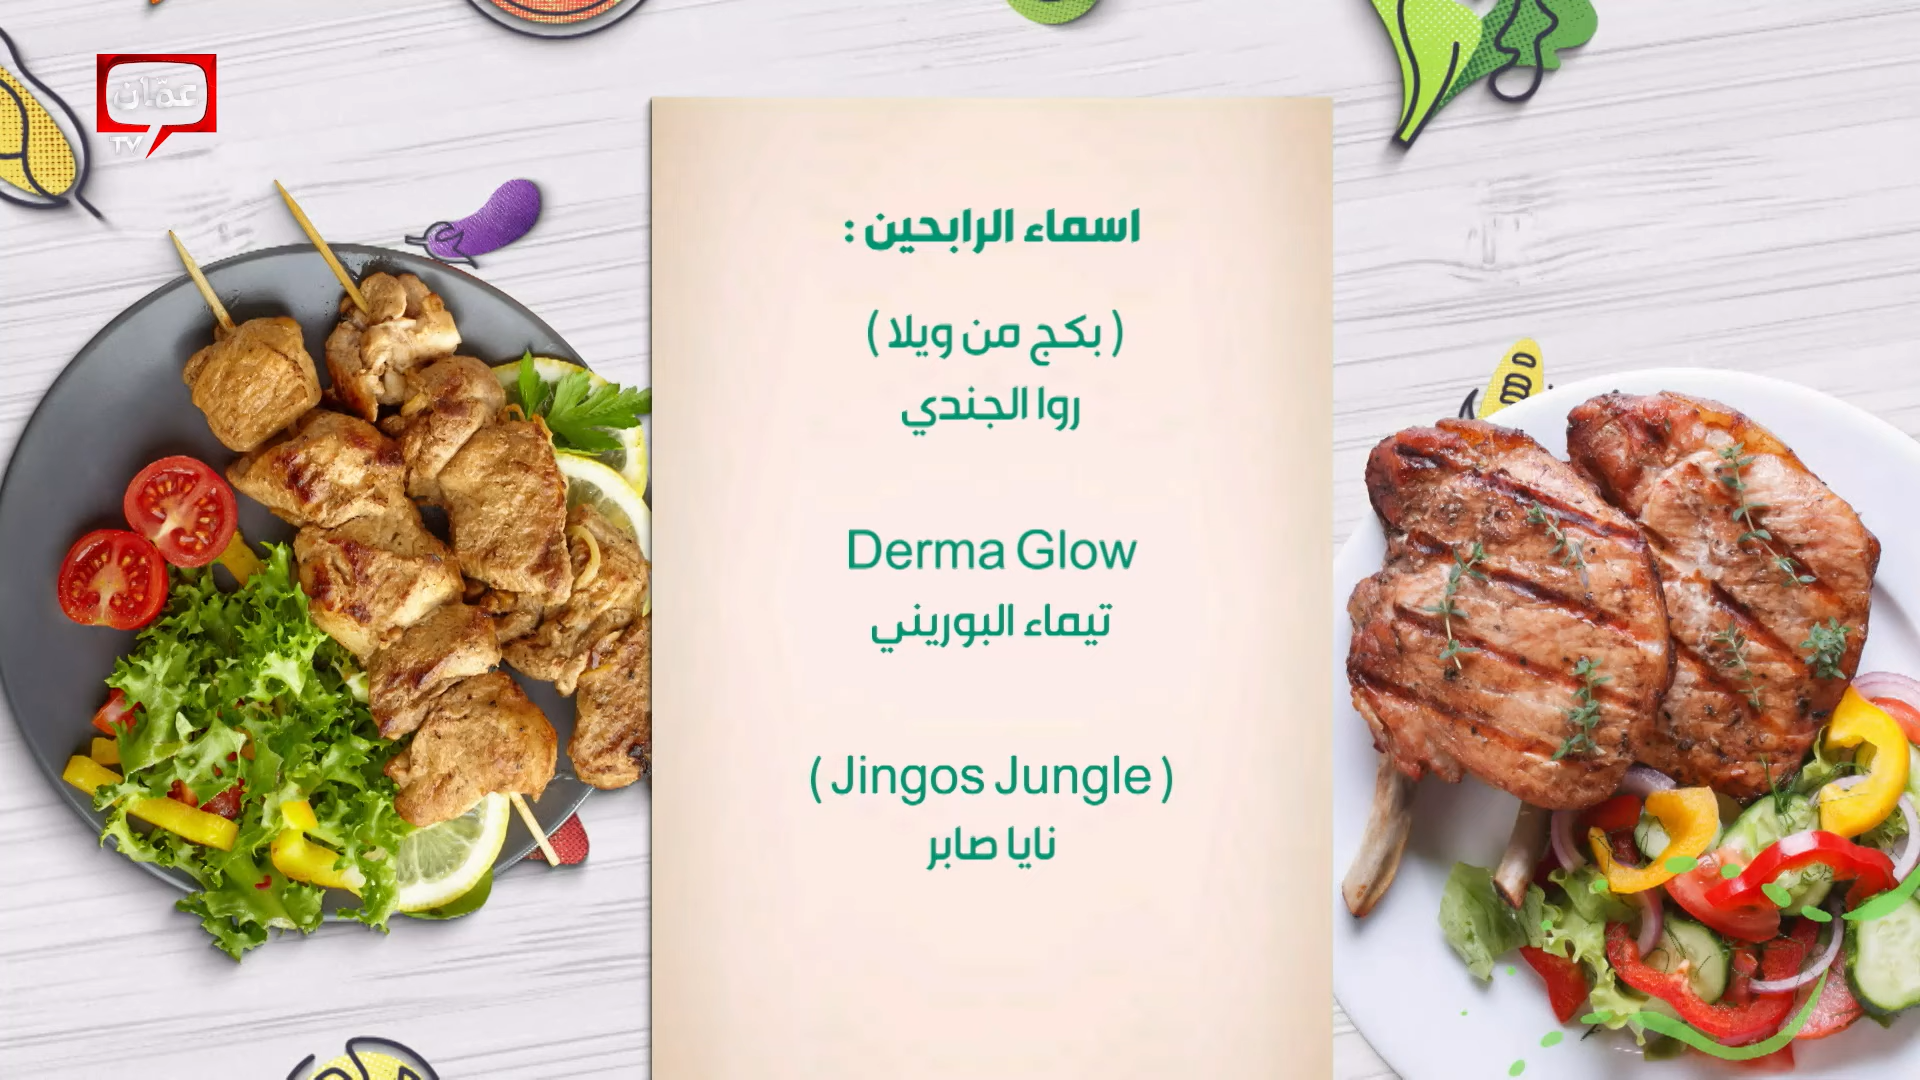 عمّان
TV
اسماء الرابحين :
( بكج من ويلا )
روا الجندي
Derma Glow
تيماء البوريني
( Jingos Jungle )
نايا صابر